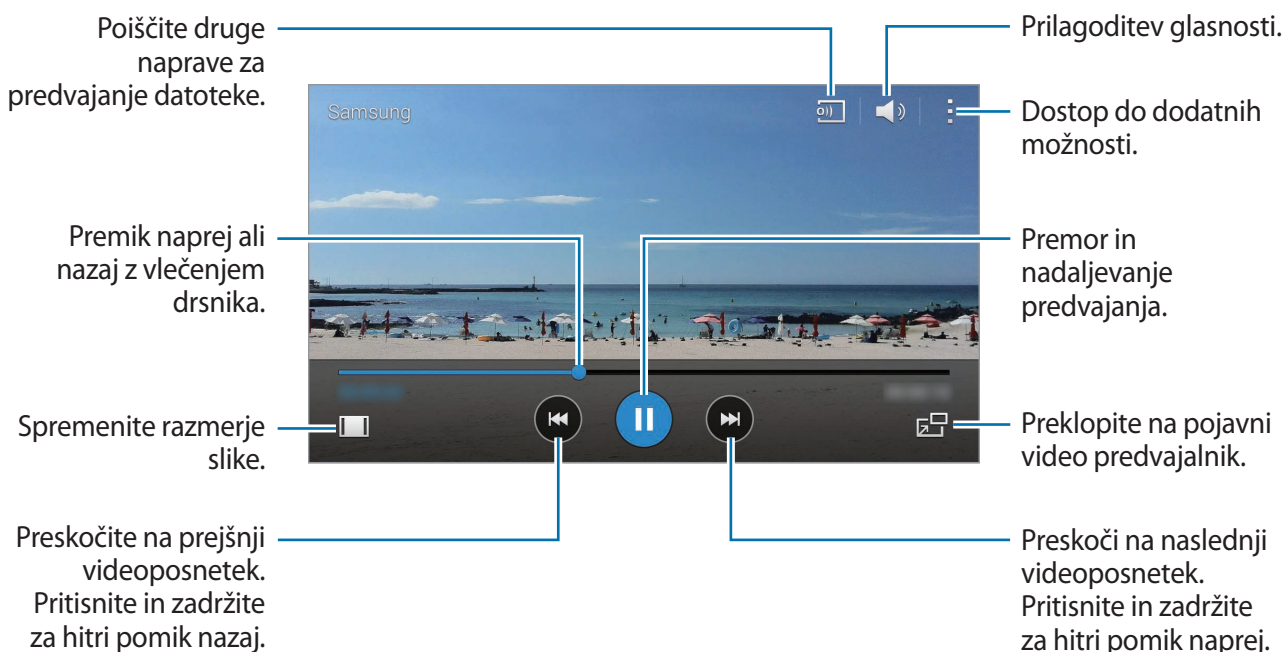 Poiščite druge
naprave za
predvajanje datoteke.
Prilagoditev glasnosti.
Samsung
Dostop do dodatnih
možnosti.
Premik naprej ali
nazaj z vlečenjem
drsnika.
Premor in
nadaljevanje
predvajanja.
Spremenite razmerje
slike.
Preklopite na pojavni
video predvajalnik.
Preskočite na prejšnji
videoposnetek.
Pritisnite in zadržite
za hitri pomik nazaj.
Preskoči na naslednji
videoposnetek.
Pritisnite in zadržite
za hitri pomik naprej.